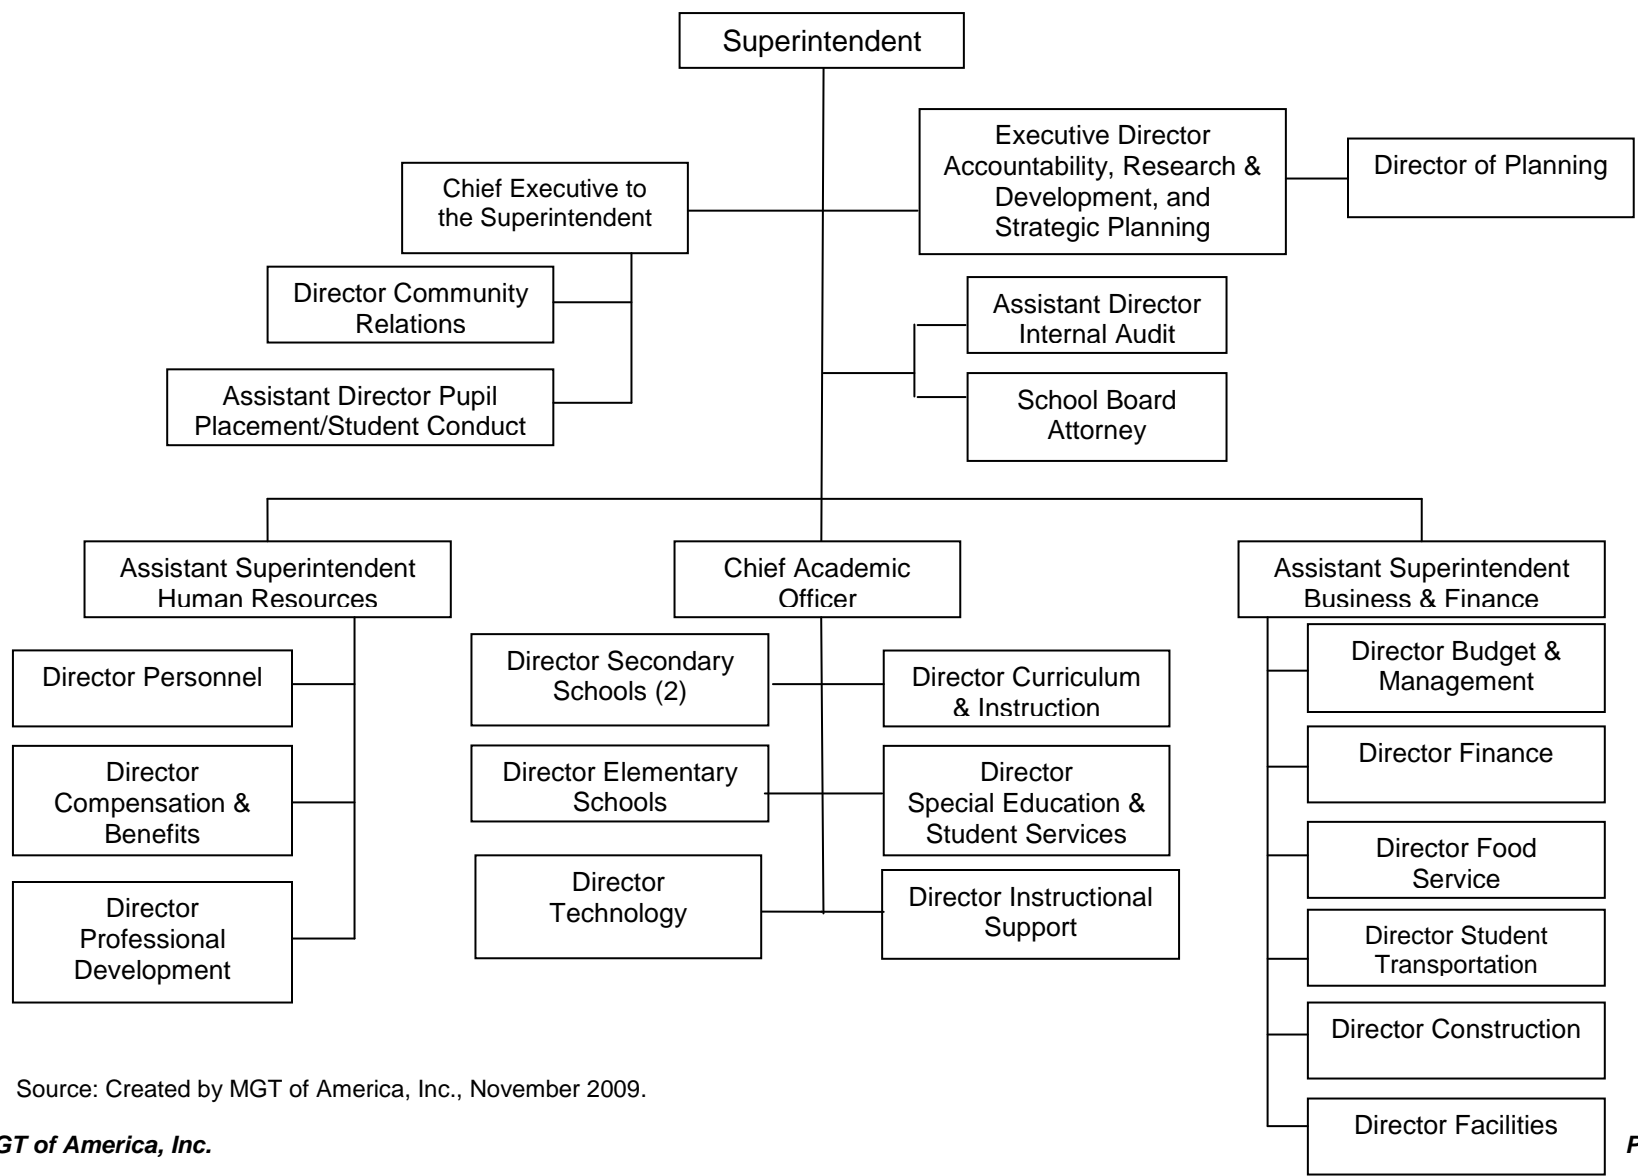 Superintendent
Executive Director
Accountability, Research &
Development, and
Strategic Planning
Director of Planning
Chief Executive to
the Superintendent
Director Community
Relations
Assistant Director Pupil
Placement/Student Conduct
Assistant Director
Internal Audit
School Board
Attorney
Assistant Superintendent
Human Resources
Chief Academic
Officer
Assistant Superintendent
Business & Finance
Director Personnel
Director
Compensation &
Benefits
Director
Professional
Development
Director Secondary
Schools (2)
Director Curriculum
& Instruction
Director Elementary
Schools
Director
Special Education &
Student Services
Director
Technology
Director Instructional
Support
Director Budget &
Management
Director Finance
Director Food
Service
Director Student
Transportation
Director Construction
Director Facilities
Source: Created by MGT of America, Inc., November 2009.
GT of America, Inc.
P